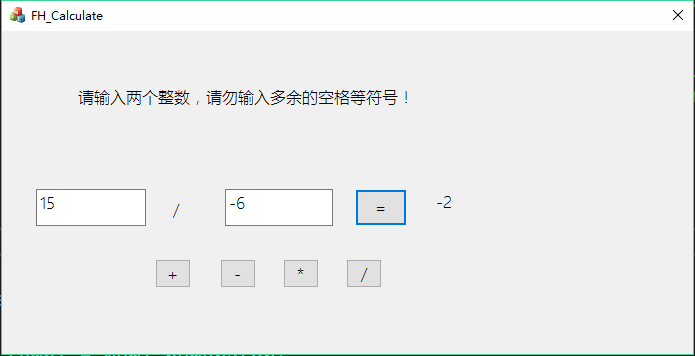 FH_Calculate
请输入两个整数，请勿输入多余的空格等符号！
15 / -6 = -2
+ - * /